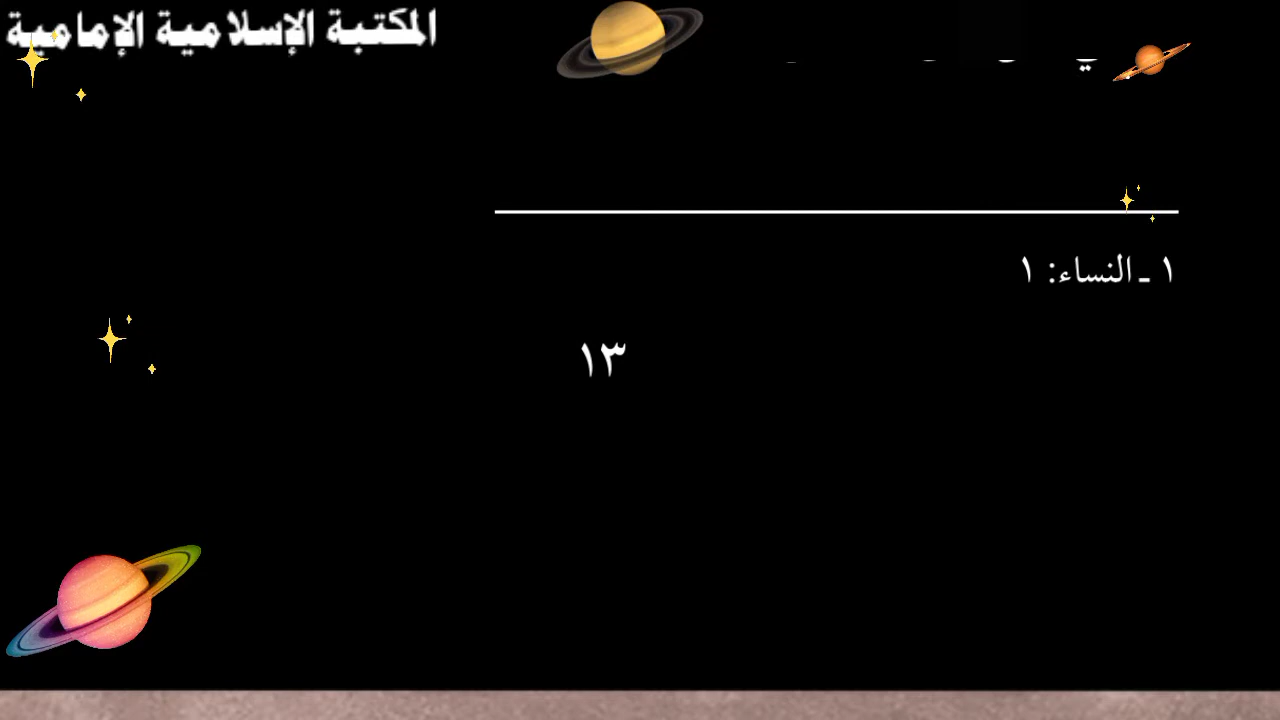 المكتبة الإسلامية الإمامية
١ ـ النساء: ١
١٣